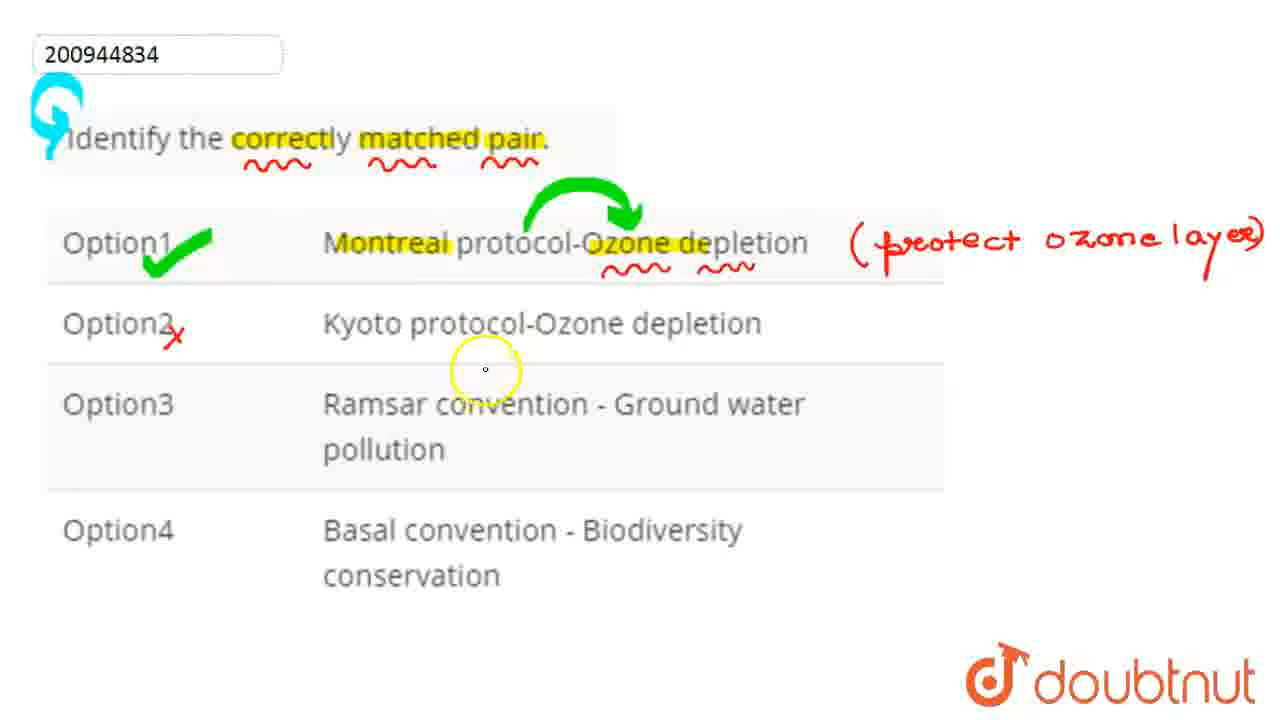 200944834
Identify the correctly matched pair.
Option1 Montreal protocol-Ozone depletion (protect ozone layer)
Option2 x Kyoto protocol-Ozone depletion
Option3 Ramsar convention - Ground water
pollution
Option4 Basal convention - Biodiversity
conservation
doubtnut